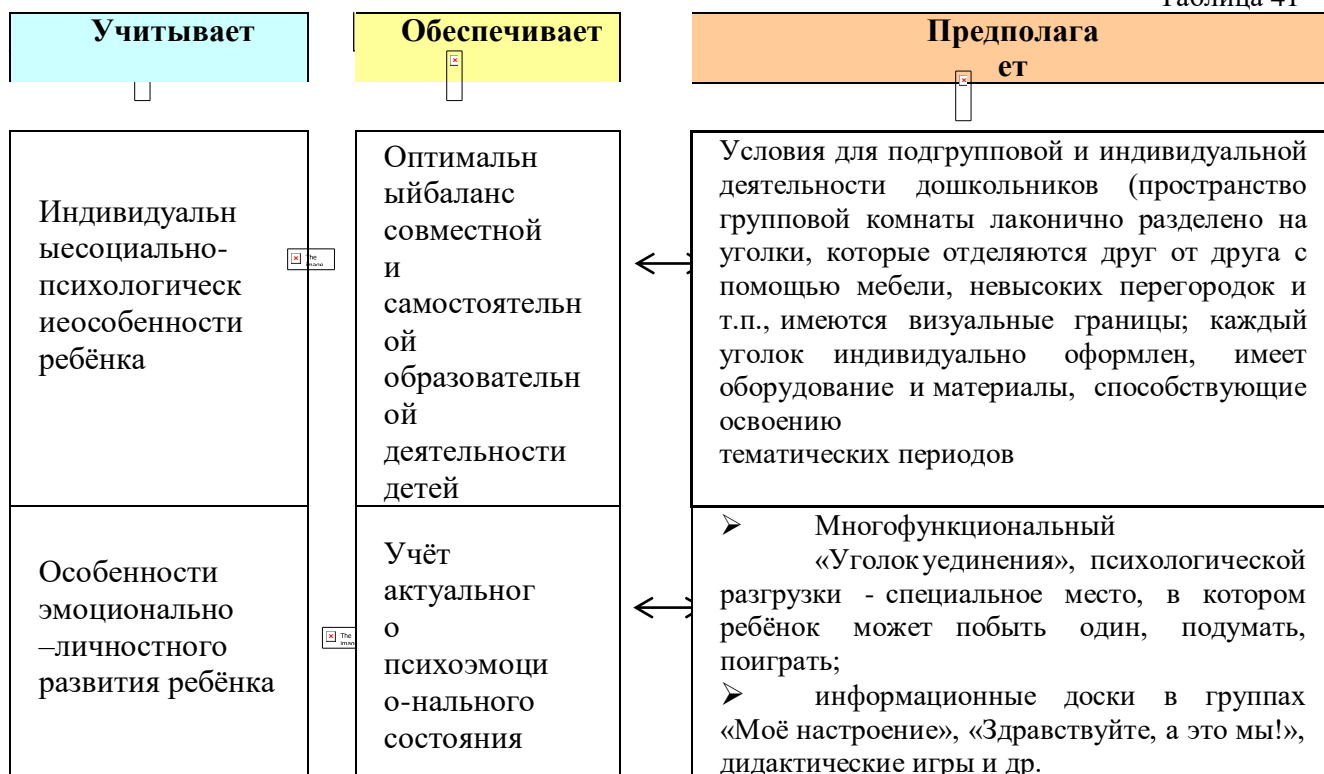 Таблица 41
Учитывает
Обеспечивает
Предполага
ет
Индивидуальн
ыесоциально-
психологическ
иеособенности
ребёнка
The
Оптимальн
ыйбаланс
совместной
и
самостоятельн
ой
образовательн
ой
деятельности
детей
Условия для подгрупповой и индивидуальной
деятельности дошкольников (пространство
групповой комнаты лаконично разделено на
уголки, которые отделяются друг от друга с
помощью мебели, невысоких перегородок и
т.п., имеются визуальные границы; каждый
уголок индивидуально оформлен, имеет
оборудование и материалы, способствующие
освоению
тематических периодов
Особенности
эмоционально
–личностного
развития ребёнка
The
Учёт
актуальног
о
психоэмоци
о-нального
состояния
➢ Многофункциональный
«Уголок уединения», психологической
разгрузки - специальное место, в котором
ребёнок может побыть один, подумать,
поиграть;
➢ информационные доски в группах
«Моё настроение», «Здравствуйте, а это мы!»,
дидактические игры и др.